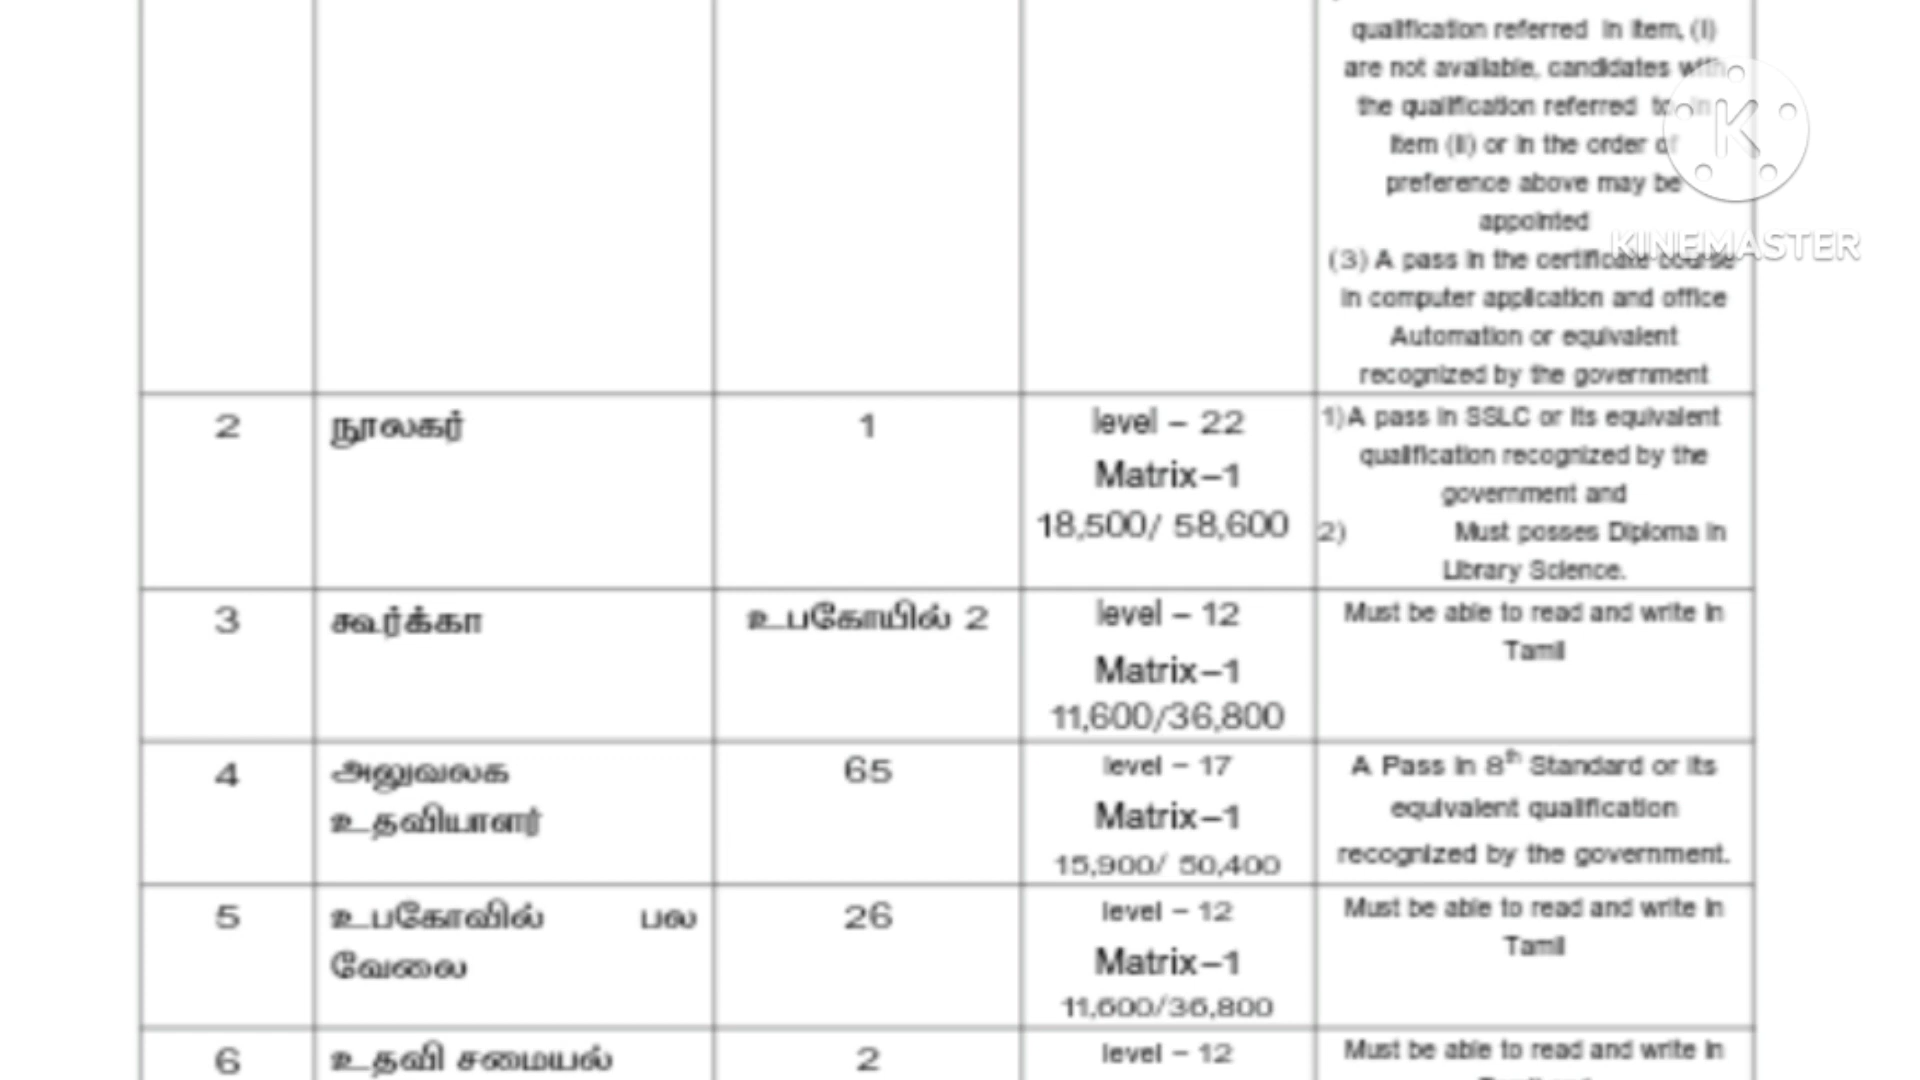 qualification referred in item, (I)
are not available, candidates with
the qualification referred to in
item (II) or in the order of
preference above may be
appointed
(3) A pass in the certificate course
in computer application and office
Automation or equivalent
recognized by the government
KINEMASTER
2 நூலகர் 1 level – 22 1)A pass in SSLC or its equivalent
Matrix–1 qualification recognized by the
government and
18,500/ 58,600 2) Must posses Diploma in
Library Science.
3 கூர்க்கா உபகோயில் 2 level – 12 Must be able to read and write in
Matrix–1 Tamil
11,600/36,800
4 அலுவலக 65 level – 17 A Pass in 8th Standard or its
உதவியாளர் Matrix–1 equivalent qualification
15,900/ 50,400 recognized by the government.
5 உபகோவில் பல 26 level – 12 Must be able to read and write in
வேலை Matrix–1 Tamil
11,600/36,800
6 உதவி சமையல் 2 level – 12 Must be able to read and write in